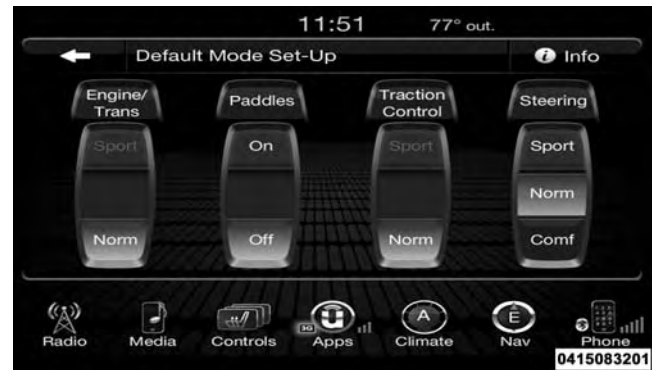 11:51 77° out.
Default Mode Set-Up
i Info
Engine/
Trans
Paddles
Traction
Control
Steering
Sport
On
Sport
Sport
Norm
Norm
Off
Norm
Comf
Radio
Media
Controls
3G
Apps
A
Climate
E
Nav
Phone
0415083201